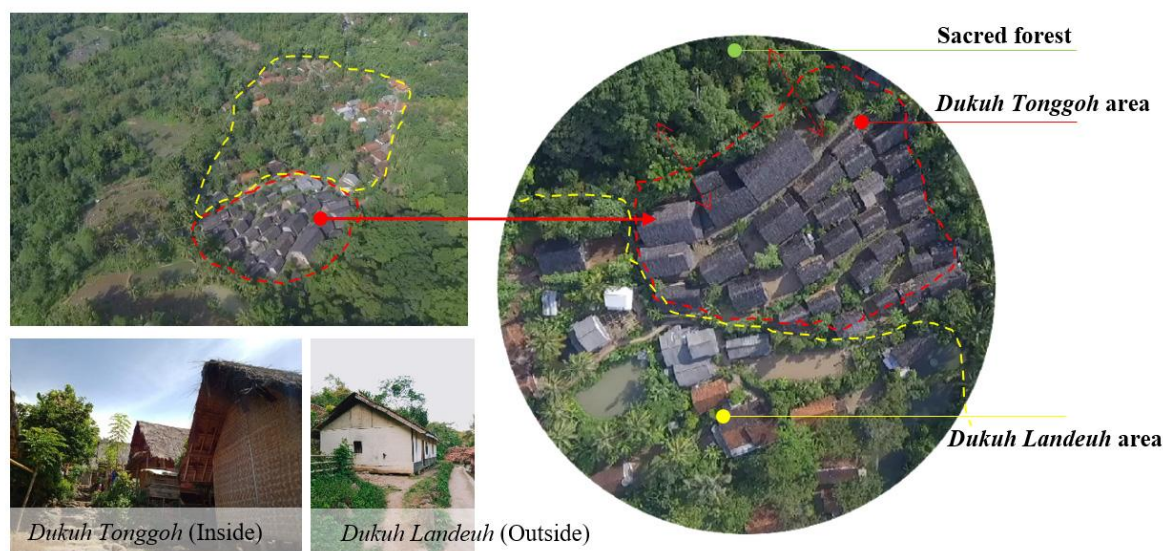 Sacred forest
Dukuh Tonggoh area
Dukuh Landeuh area
Dukuh Tonggoh (Inside)
Dukuh Landeuh (Outside)